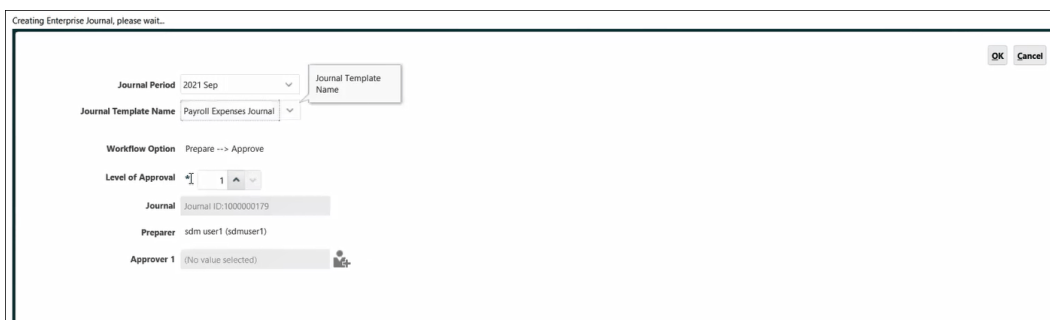 Creating Enterprise Journal, please wait...
OK Cancel
Journal Period 2021 Sep
Journal Template Name
Journal Template Name Payroll Expenses Journal
Workflow Option Prepare --> Approve
Level of Approval * 1
Journal Journal ID:1000000179
Preparer sdm user1 (sdmuser1)
Approver 1 (No value selected)